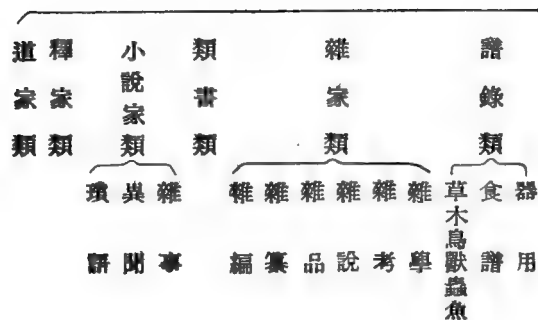 譜錄類
器用
食譜
草木鳥獸蟲魚
雜家類
雜學
雜考
雜說
雜品
雜纂
雜編
類書類
小說家類
雜事
異聞
瑣語
釋家類
道家類